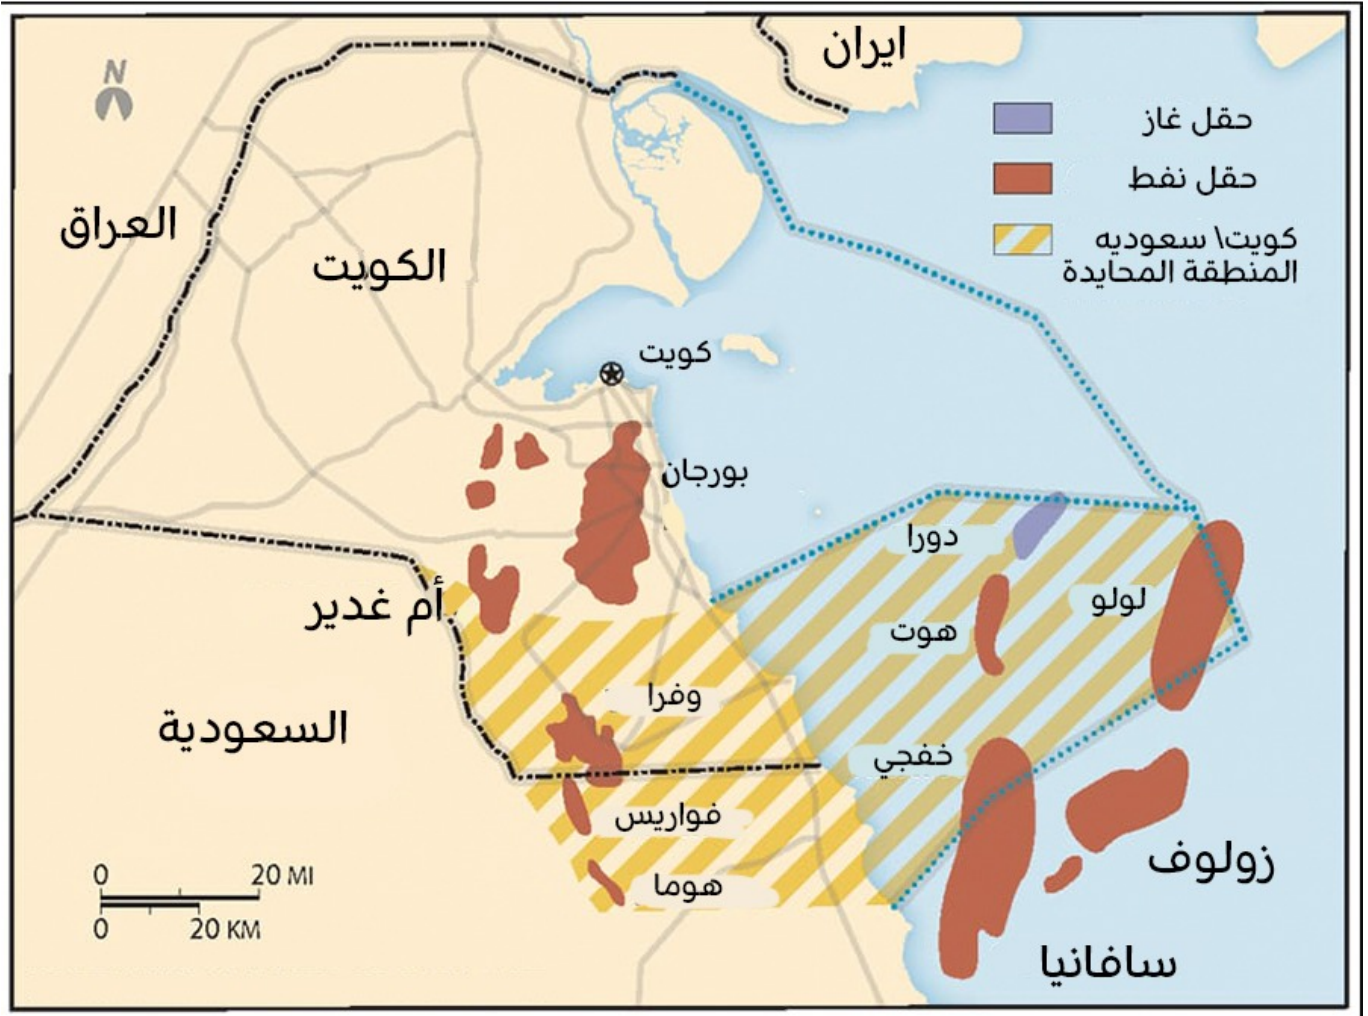 ايران
N
حقل غاز
حقل نفط
كويت\ سعوديه
المنطقة المحايدة
العراق
الكويت
كويت
بورجان
دورا
لولو
هوت
أم غدير
وفرا
السعودية
خفجي
فواريس
هوما
زولوف
سافانيا
0 20 MI
0 20 KM